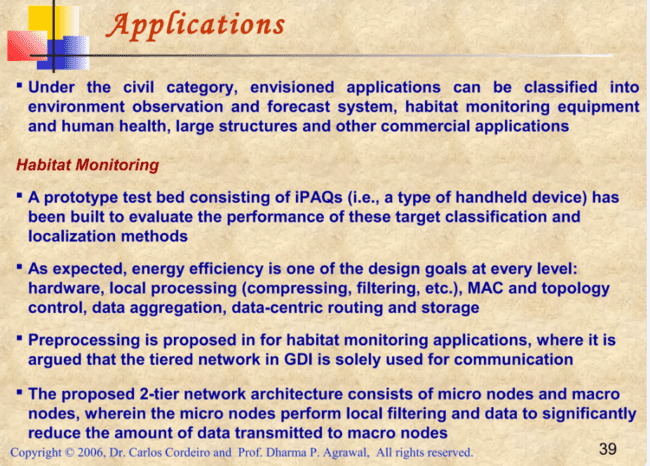 Applications
▪ Under the civil category, envisioned applications can be classified into
environment observation and forecast system, habitat monitoring equipment
and human health, large structures and other commercial applications
Habitat Monitoring
▪ A prototype test bed consisting of iPAQs (i.e., a type of handheld device) has
been built to evaluate the performance of these target classification and
localization methods
▪ As expected, energy efficiency is one of the design goals at every level:
hardware, local processing (compressing, filtering, etc.), MAC and topology
control, data aggregation, data-centric routing and storage
▪ Preprocessing is proposed in for habitat monitoring applications, where it is
argued that the tiered network in GDI is solely used for communication
▪ The proposed 2-tier network architecture consists of micro nodes and macro
nodes, wherein the micro nodes perform local filtering and data to significantly
reduce the amount of data transmitted to macro nodes
Copyright © 2006, Dr. Carlos Cordeiro and Prof. Dharma P. Agrawal, All rights reserved.
39